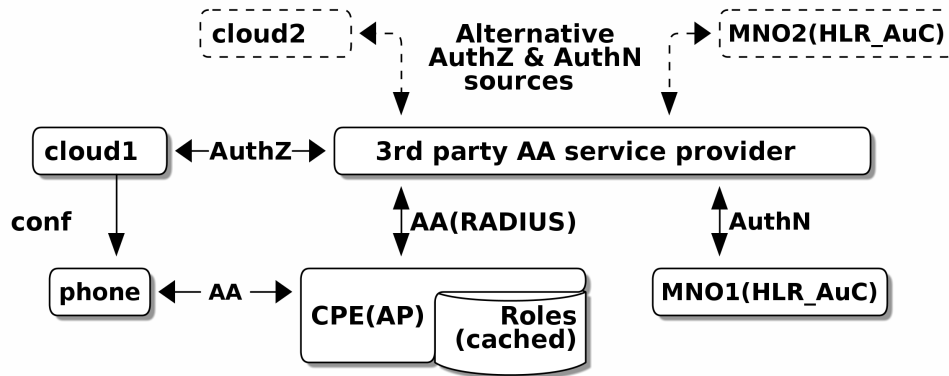 cloud2
Alternative
AuthZ & AuthN
sources
MNO2(HLR_AuC)
cloud1
AuthZ
3rd party AA service provider
conf
AA(RADIUS)
AuthN
phone
AA
CPE(AP)
Roles
(cached)
MNO1(HLR_AuC)